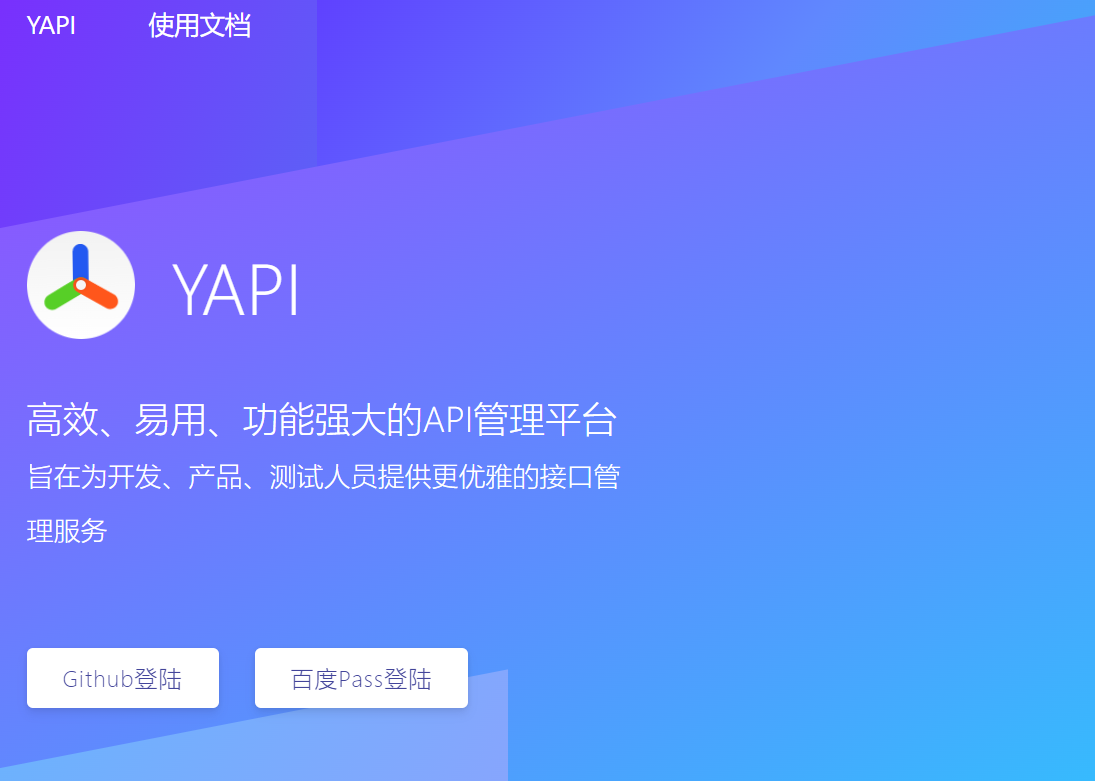 YAPI 使用文档
YAPI
高效、易用、功能强大的API管理平台
旨在为开发、产品、测试人员提供更优雅的接口管
理服务
Github登陆 百度Pass登陆